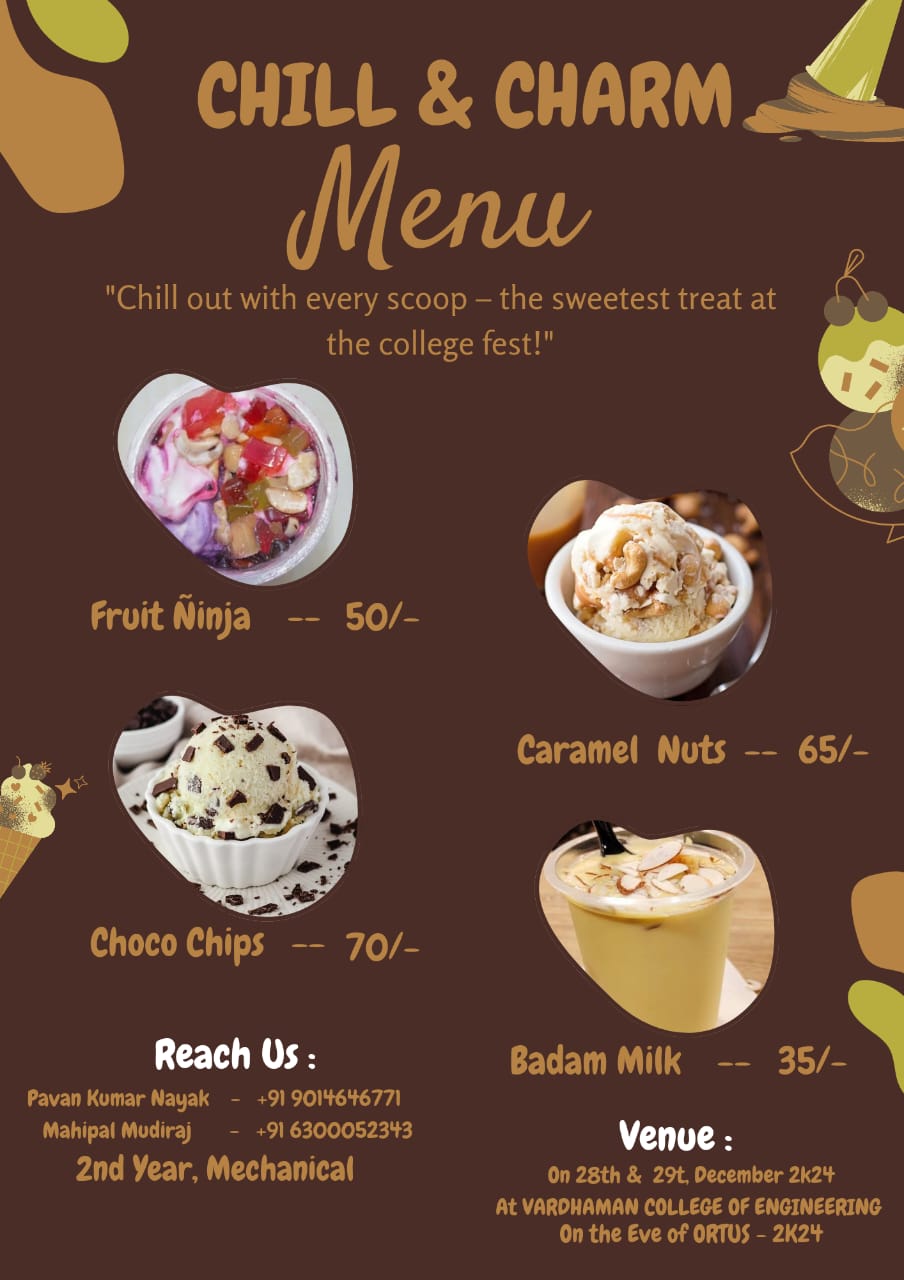 CHILL & CHARM
Menu
"Chill out with every scoop – the sweetest treat at
the college fest!"
Fruit Ñinja -- 50/-
Caramel Nuts -- 65/-
Choco Chips -- 70/-
Badam Milk -- 35/-
Reach Us :
Pavan Kumar Nayak - +91 9014646771
Mahipal Mudiraj - +91 6300052343
2nd Year, Mechanical
Venue :
On 28th & 29t, December 2k24
At VARDHAMAN COLLEGE OF ENGINEERING
On the Eve of ORTUS - 2K24